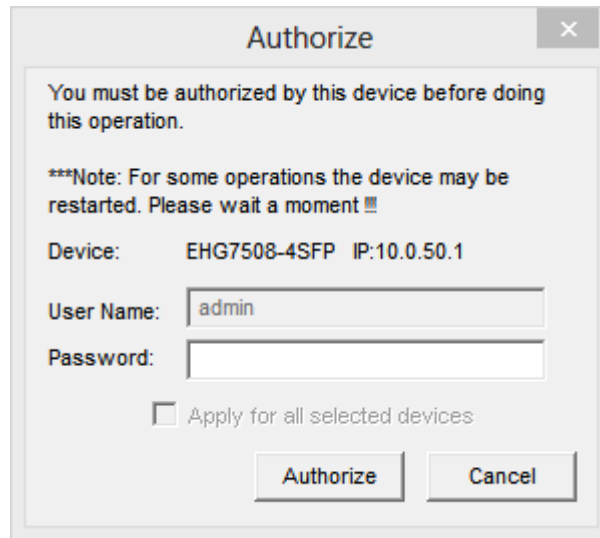 Authorize
You must be authorized by this device before doing
this operation.
***Note: For some operations the device may be
restarted. Please wait a moment !!!
Device: EHG7508-4SFP IP:10.0.50.1
User Name: admin
Password:
Apply for all selected devices
Authorize Cancel